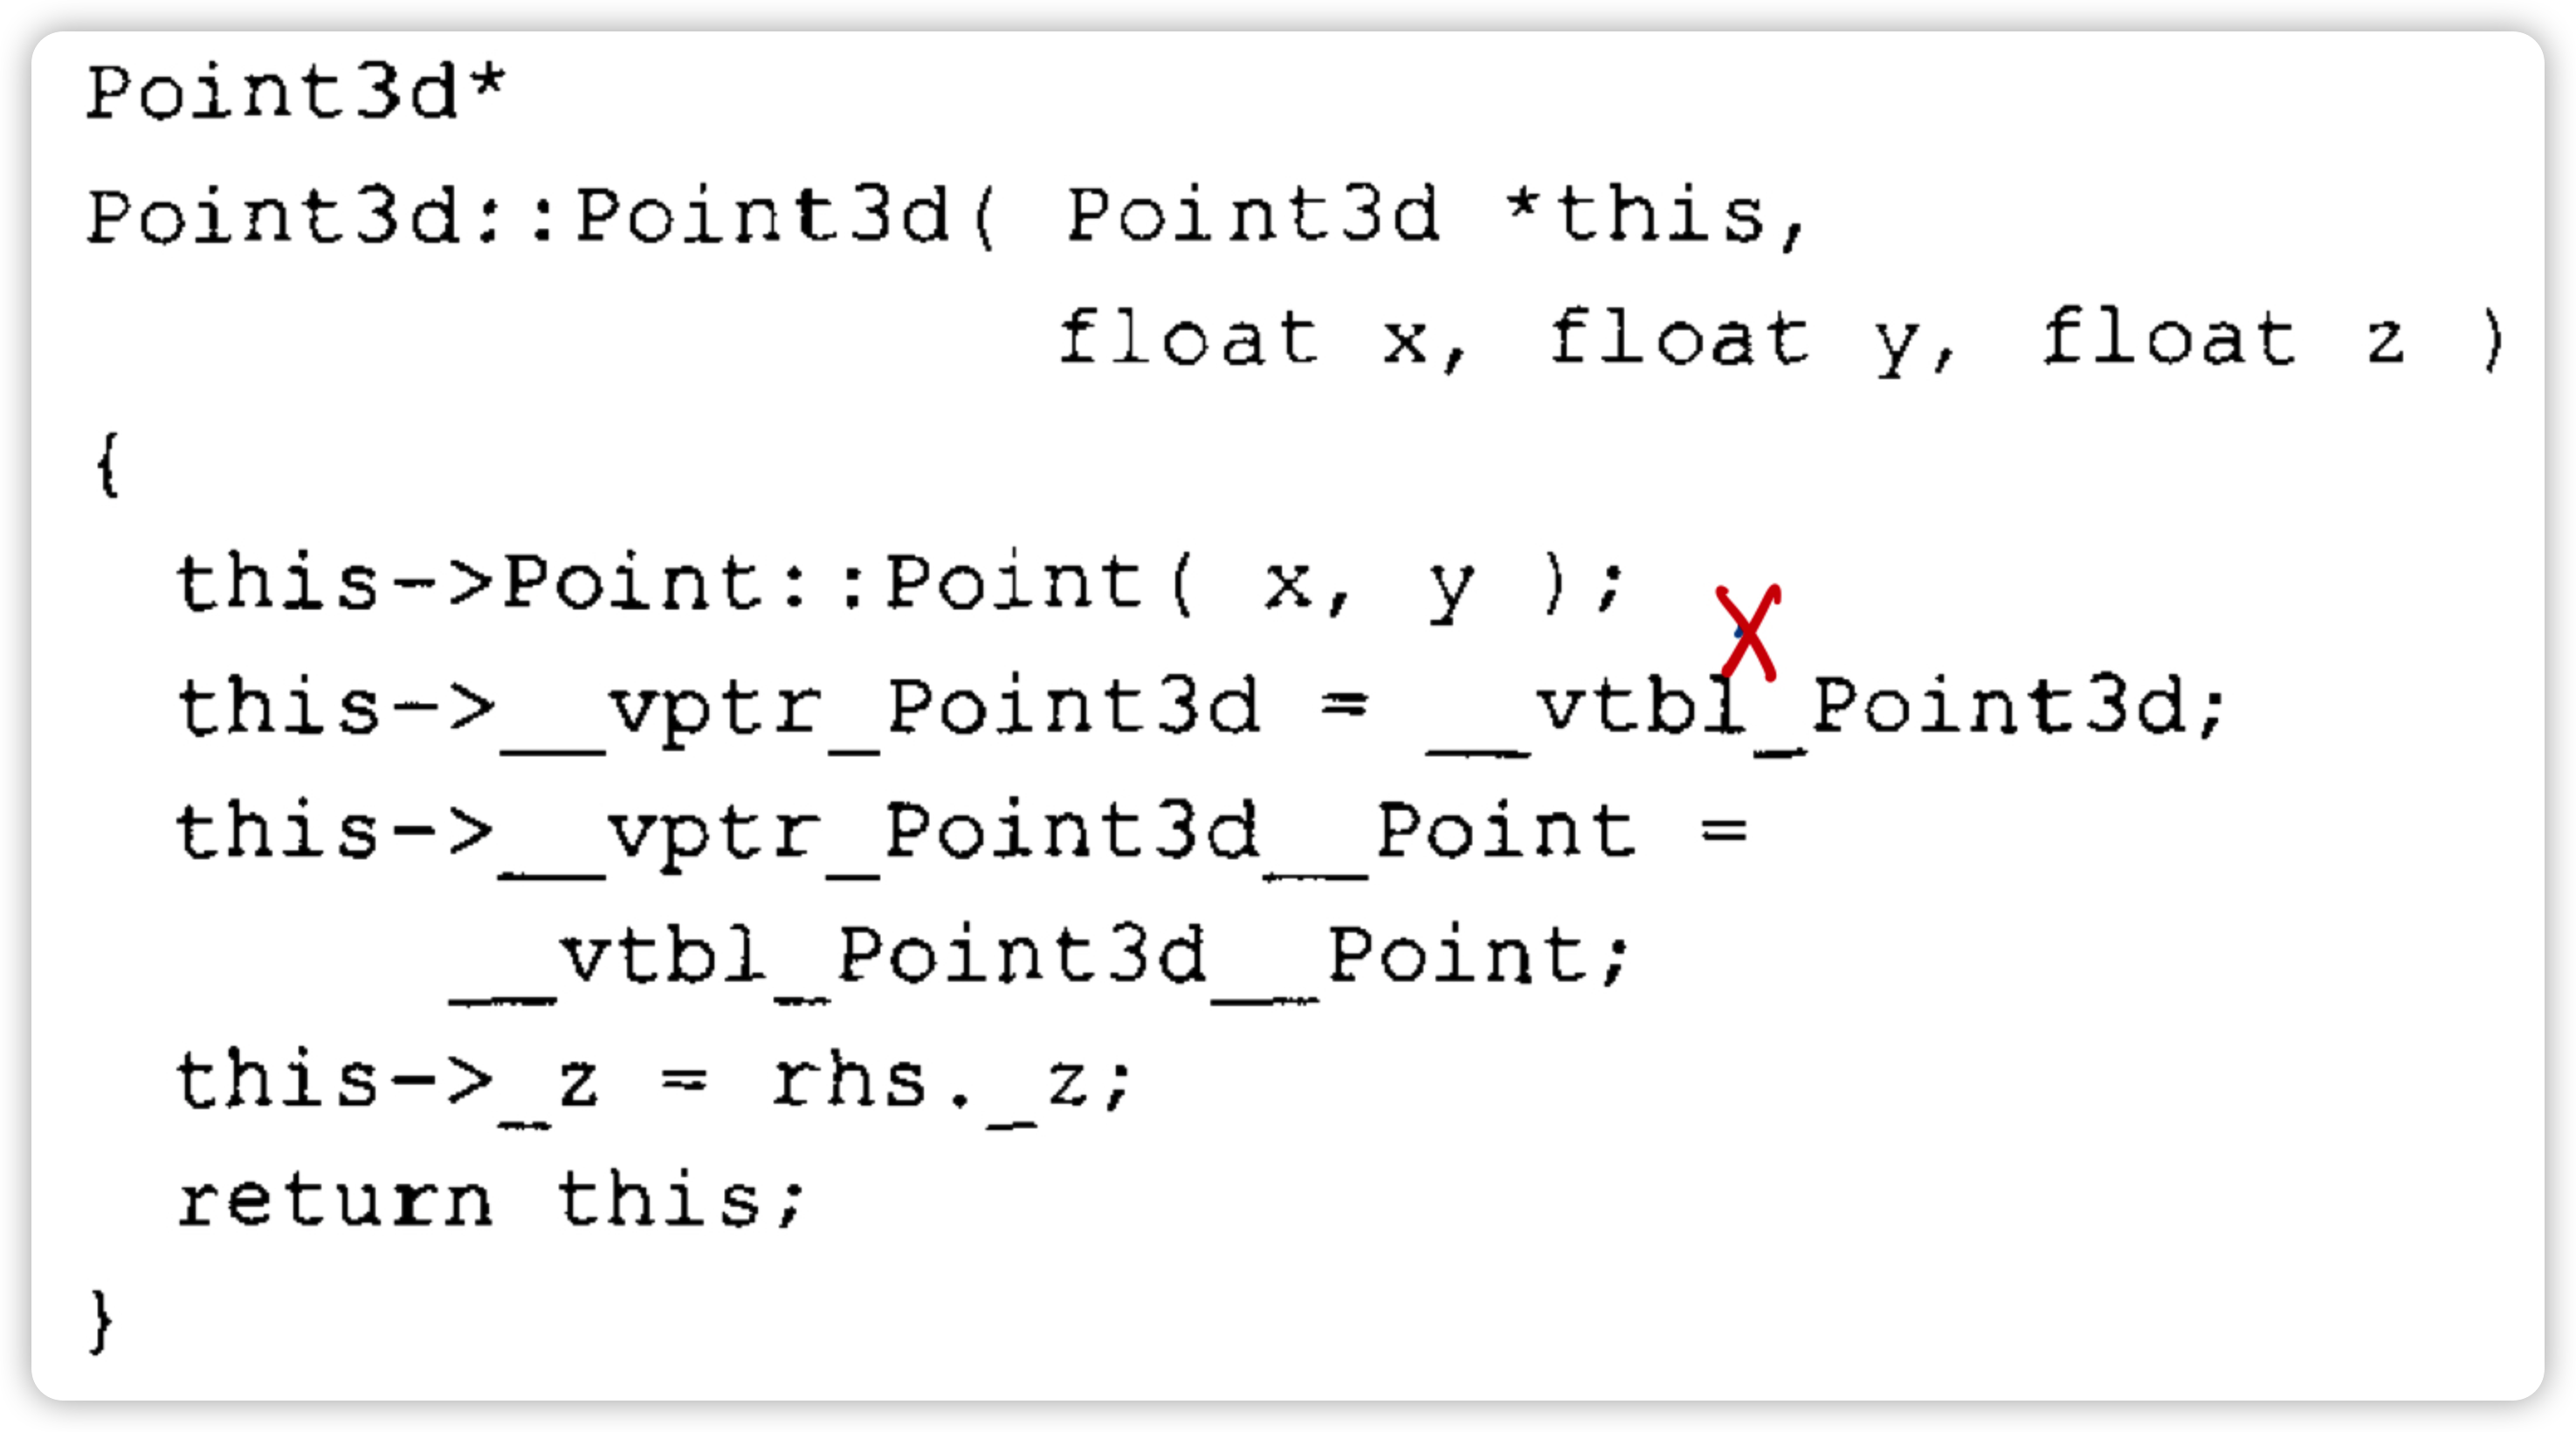 Point3d*
Point3d::Point3d( Point3d *this,
float x, float y, float z )
{
this->Point::Point( x, y );
this->__vptr_Point3d = __vtbl_Point3d;
this->__vptr_Point3d__Point =
__vtbl_Point3d__Point;
this->_z = rhs._z;
return this;
}